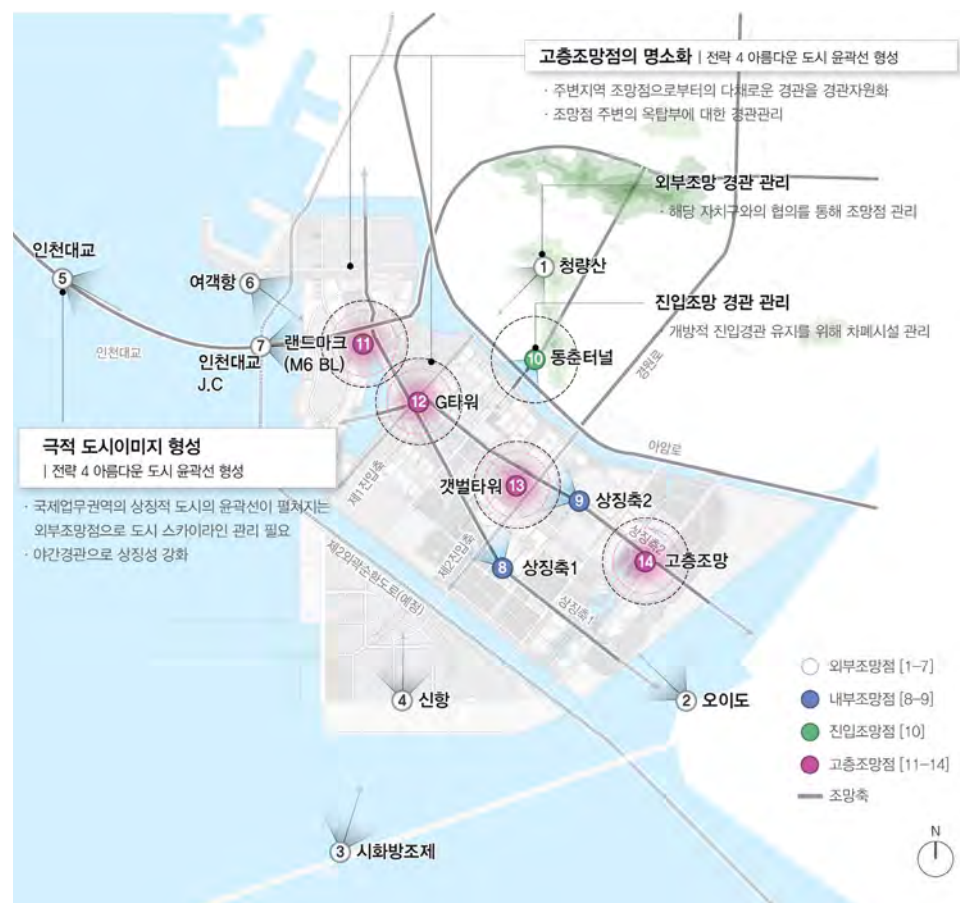 고층조망점의 명소화 | 전략 4 아름다운 도시 윤곽선 형성
· 주변지역 조망점으로부터의 다채로운 경관을 경관자원화
· 조망점 주변의 옥탑부에 대한 경관관리
외부조망 경관 관리
· 해당 자치구와의 협의를 통해 조망점 관리
인천대교
5
여객항
6
1 청량산
진입조망 경관 관리
· 개방적 진입경관 유지를 위해 차폐시설 관리
인천대교
7
인천대교
J.C
랜드마크
(M6 BL)
11
10 동춘터널
경원로
12 G타워
아암로
극적 도시이미지 형성
| 전략 4 아름다운 도시 윤곽선 형성
· 국제업무권역의 상징적 도시의 윤곽선이 펼쳐지는
외부조망점으로 도시 스카이라인 관리 필요
· 야간경관으로 상징성 강화
제1진입축
갯벌타워 13
9 상징축2
제2진입축
제2외곽순환도로(예정)
8 상징축1
상징축2
14 고층조망
상징축1
4 신항
2 오이도
3 시화방조제
외부조망점 [1-7]
내부조망점 [8-9]
진입조망점 [10]
고층조망점 [11-14]
조망축
N